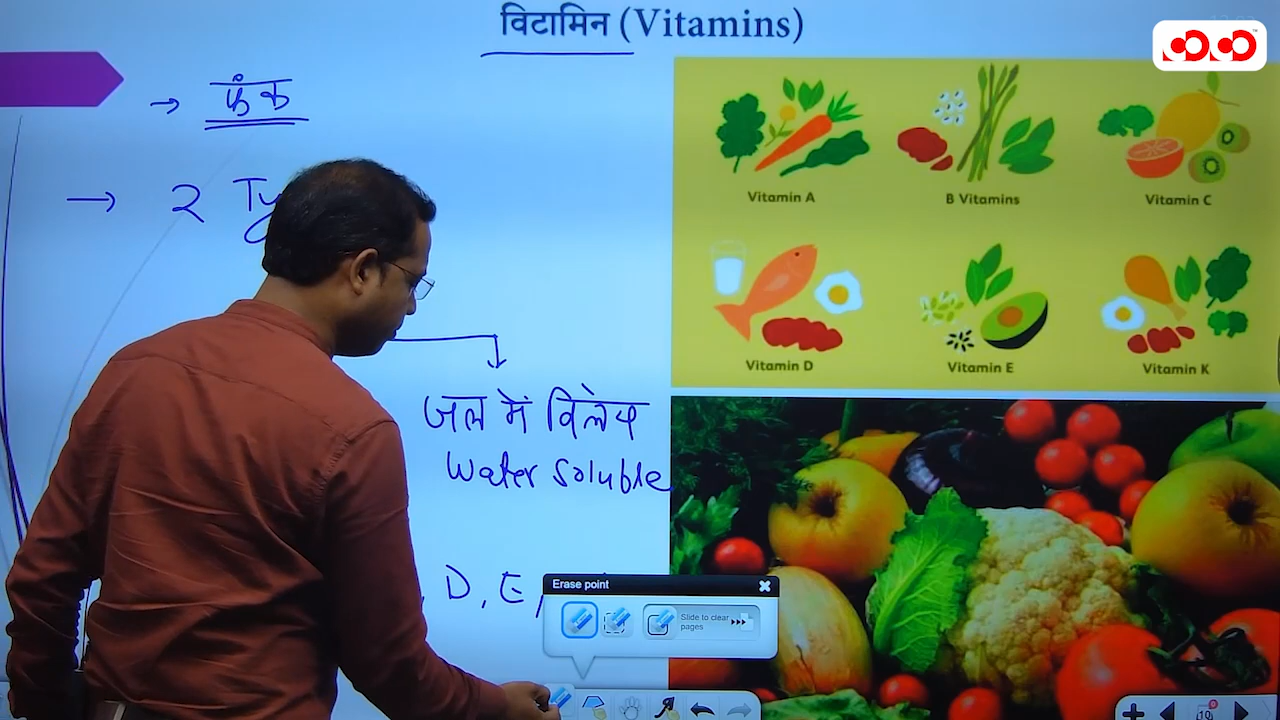 विटामिन (Vitamins)
→ फंक
→ 2 Ty
जल में विलेय
Water Soluble
D, E,
Vitamin A
B Vitamins
Vitamin C
Vitamin D
Vitamin E
Vitamin K
Erase point
Slide to clear
pages